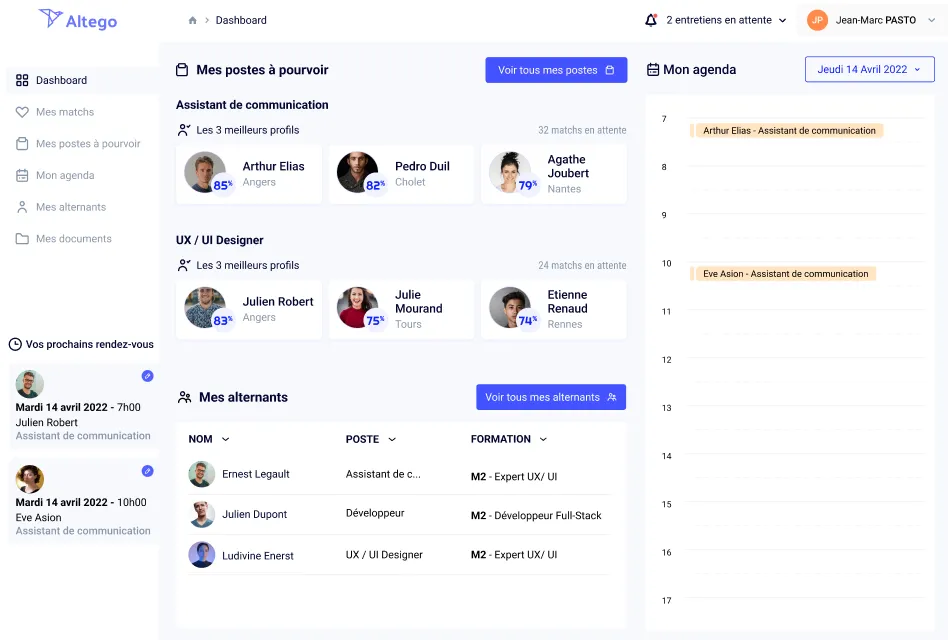 Altego
Dashboard
2 entretiens en attente
JP
Jean-Marc PASTO
Dashboard
Mes matchs
Mes postes à pourvoir
Mon agenda
Mes alternants
Mes documents
Vos prochains rendez-vous
Mardi 14 avril 2022 - 7h00
Julien Robert
Assistant de communication
Mardi 14 avril 2022 - 10h00
Eve Asion
Assistant de communication
Mes postes à pourvoir
Voir tous mes postes
Assistant de communication
Les 3 meilleurs profils
32 matchs en attente
85%
Arthur Elias
Angers
82%
Pedro Duil
Cholet
79%
Agathe
Joubert
Nantes
UX / UI Designer
Les 3 meilleurs profils
24 matchs en attente
83%
Julien Robert
Angers
75%
Julie
Mourand
Tours
74%
Etienne
Renaud
Rennes
Mes alternants
Voir tous mes alternants
NOM POSTE FORMATION
Ernest Legault Assistant de c... M2 - Expert UX/ UI
Julien Dupont Développeur M2 - Développeur Full-Stack
Ludivine Enerst UX / UI Designer M2 - Expert UX/ UI
Mon agenda
Jeudi 14 Avril 2022
7
Arthur Elias - Assistant de communication
8
9
10
Eve Asion - Assistant de communication
11
12
13
14
15
16
17